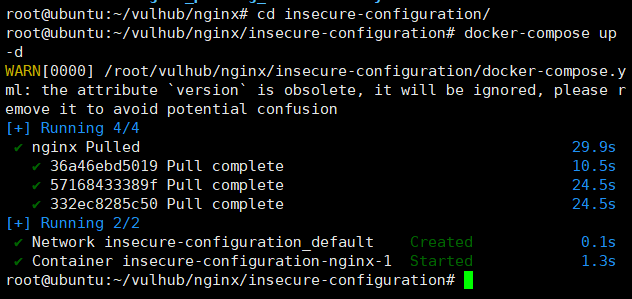 root@ubuntu:~/vulhub/nginx# cd insecure-configuration/
root@ubuntu:~/vulhub/nginx/insecure-configuration# docker-compose up
-d
WARN[0000] /root/vulhub/nginx/insecure-configuration/docker-compose.y
ml: the attribute `version` is obsolete, it will be ignored, please r
emove it to avoid potential confusion
[+] Running 4/4
✔ nginx Pulled 29.9s
✔ 36a46ebd5019 Pull complete 10.5s
✔ 57168433389f Pull complete 24.5s
✔ 332ec8285c50 Pull complete 24.5s
[+] Running 2/2
✔ Network insecure-configuration_default Created 0.1s
✔ Container insecure-configuration-nginx-1 Started 1.3s
root@ubuntu:~/vulhub/nginx/insecure-configuration#